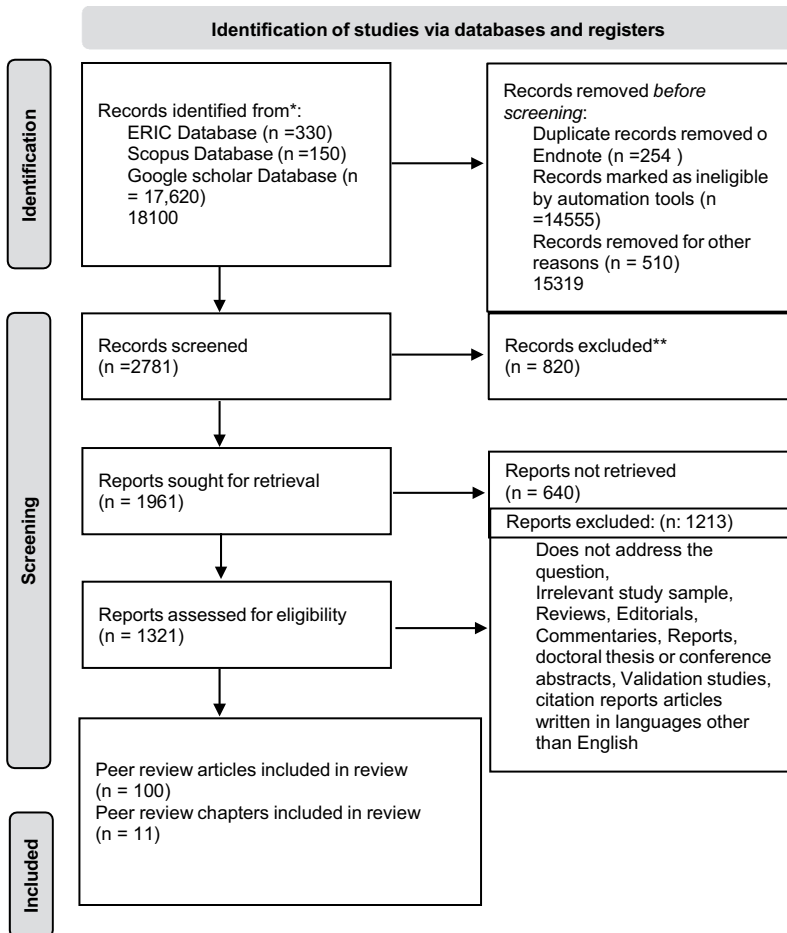 Identification of studies via databases and registers
Identification
Records identified from*:
ERIC Database (n =330)
Scopus Database (n =150)
Google scholar Database (n
= 17,620)
18100
Records removed before
screening:
Duplicate records removed o
Endnote (n =254 )
Records marked as ineligible
by automation tools (n
=14555)
Records removed for other
reasons (n = 510)
15319
Screening
Records screened
(n =2781)
Records excluded**
(n = 820)
Reports sought for retrieval
(n = 1961)
Reports not retrieved
(n = 640)
Reports assessed for eligibility
(n = 1321)
Reports excluded: (n: 1213)
Does not address the
question,
Irrelevant study sample,
Reviews, Editorials,
Commentaries, Reports,
doctoral thesis or conference
abstracts, Validation studies,
citation reports articles
written in languages other
than English
Included
Peer review articles included in review
(n = 100)
Peer review chapters included in review
(n = 11)